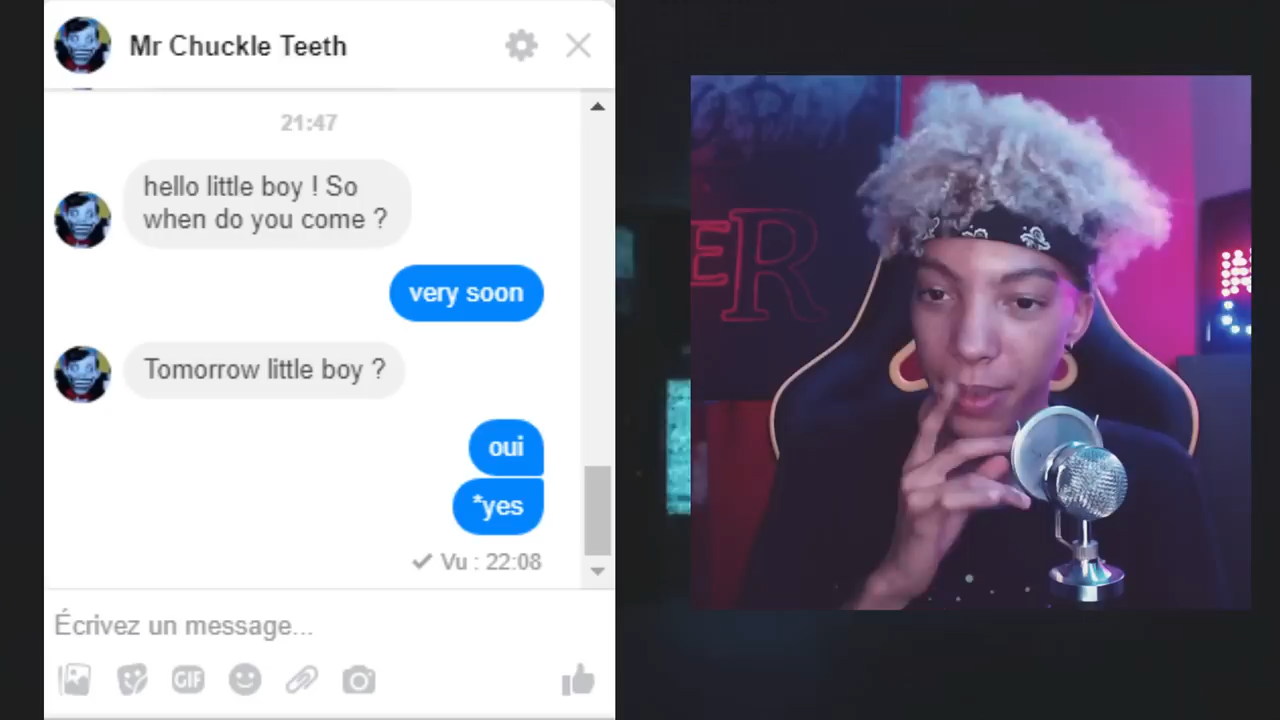 Mr Chuckle Teeth
21:47
hello little boy ! So
when do you come ?
very soon
Tomorrow little boy ?
oui
*yes
Vu : 22:08
Écrivez un message...
GIF
ER